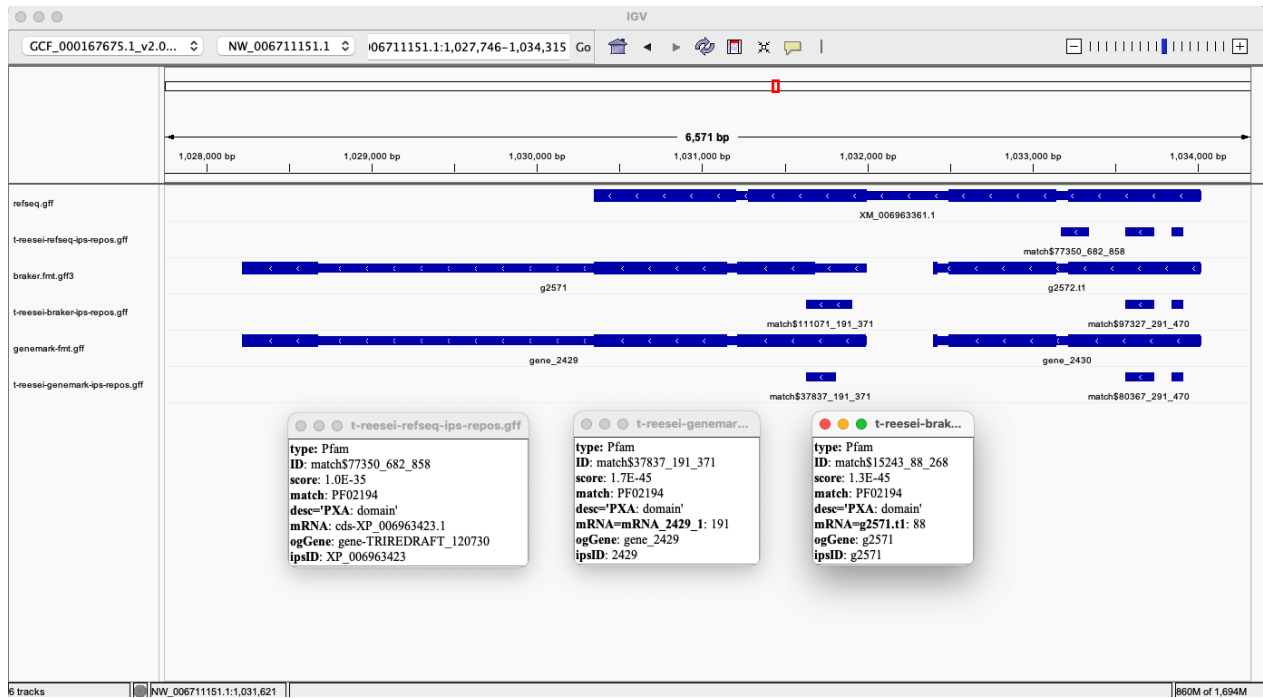 IGV
GCF_000167675.1_v2.0... NW_006711151.1 )06711151.1:1,027,746-1,034,315 Go
6,571 bp
1,028,000 bp 1,029,000 bp 1,030,000 bp 1,031,000 bp 1,032,000 bp 1,033,000 bp 1,034,000 bp
refseq.gff
XM_006963361.1
t-reesei-refseq-ips-repos.gff
match$77350_682_858
braker.fmt.gff3
g2571 g2572.t1
t-reesei-braker-ips-repos.gff
match$111071_191_371 match$97327_291_470
genemark-fmt.gff
gene_2429 gene_2430
t-reesei-genemark-ips-repos.gff
match$37837_191_371 match$80367_291_470
t-reesei-refseq-ips-repos.gff
type: Pfam
ID: match$77350_682_858
score: 1.0E-35
match: PF02194
desc='PXA: domain'
mRNA: cds-XP_006963423.1
ogGene: gene-TRIREDRAFT_120730
ipsID: XP_006963423
t-reesei-genemar...
type: Pfam
ID: match$37837_191_371
score: 1.7E-45
match: PF02194
desc='PXA: domain'
mRNA=mRNA_2429_1: 191
ogGene: gene_2429
ipsID: 2429
t-reesei-brak...
type: Pfam
ID: match$15243_88_268
score: 1.3E-45
match: PF02194
desc='PXA: domain'
mRNA=g2571.t1: 88
ogGene: g2571
ipsID: g2571
6 tracks NW_006711151.1:1,031,621 860M of 1,694M